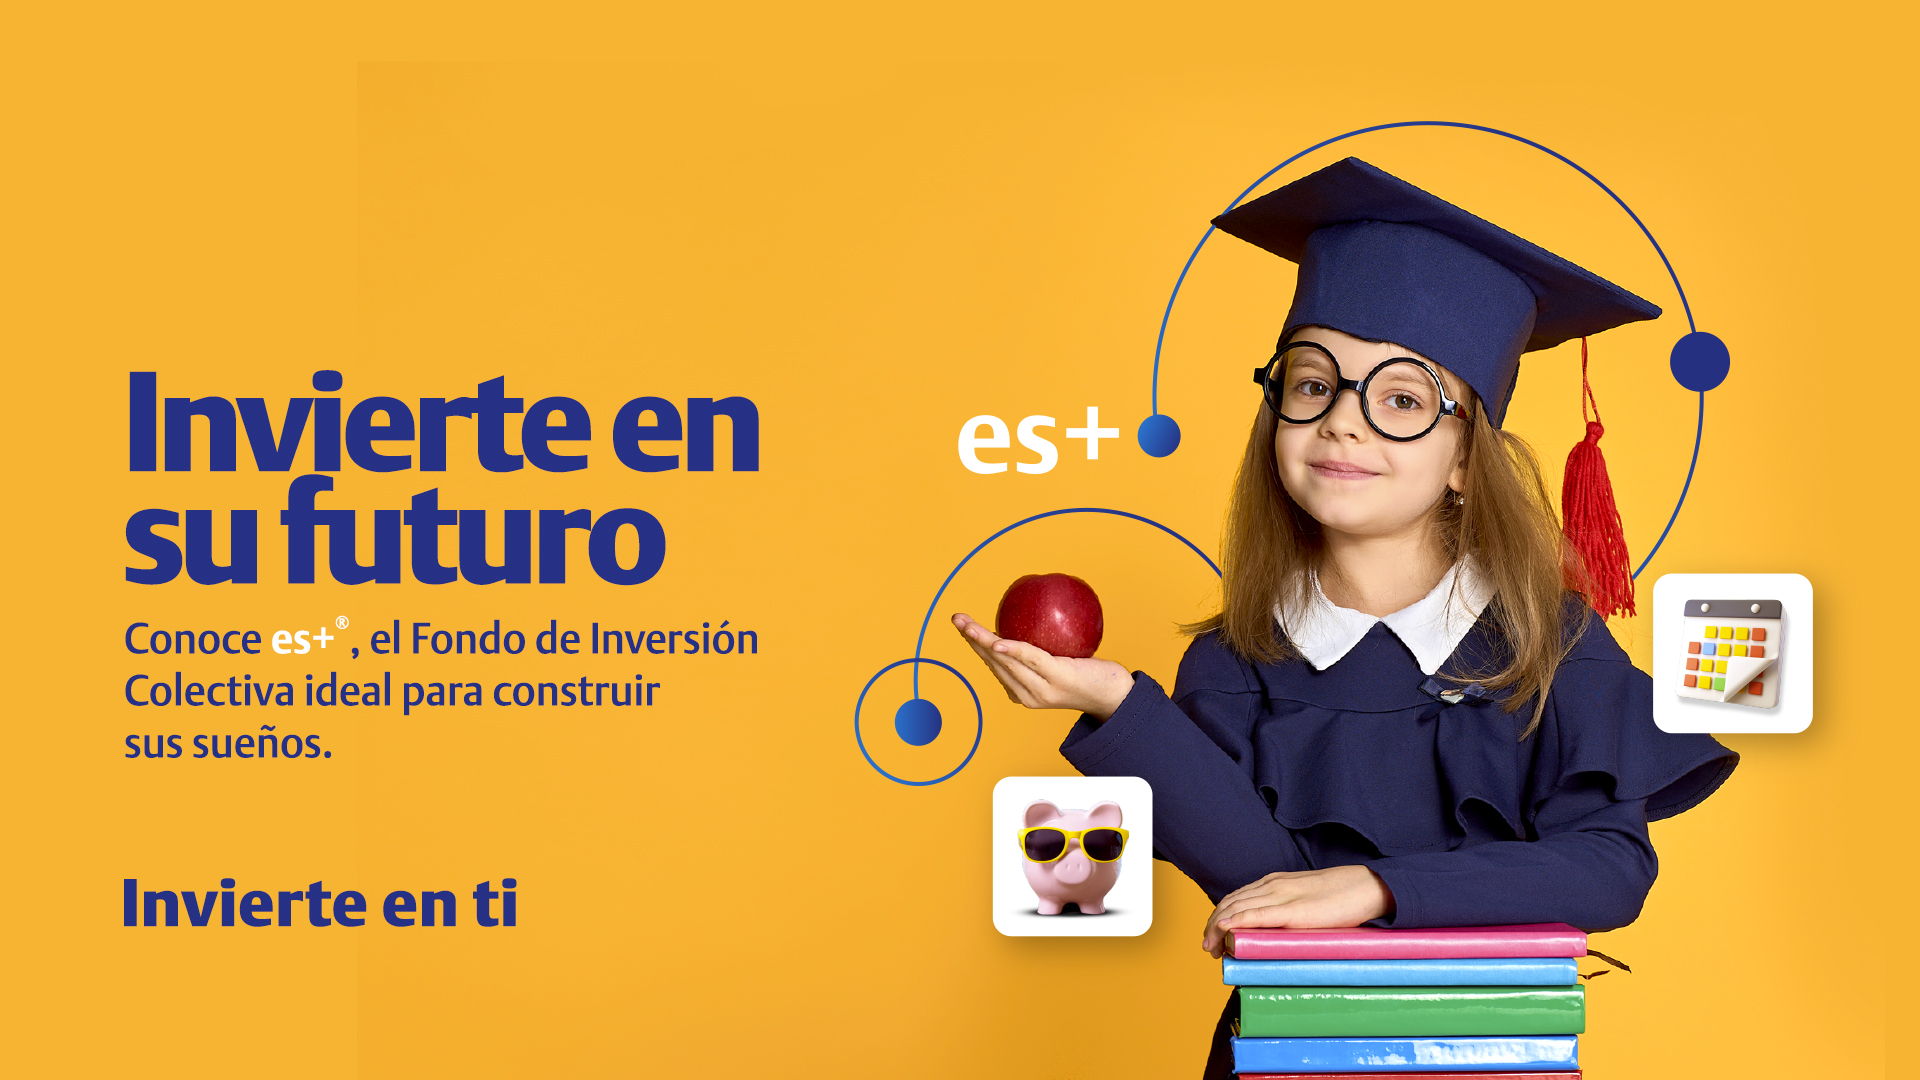 Invierte en
su futuro
Conoce es+®, el Fondo de Inversión
Colectiva ideal para construir
sus sueños.
Invierte en ti
es+